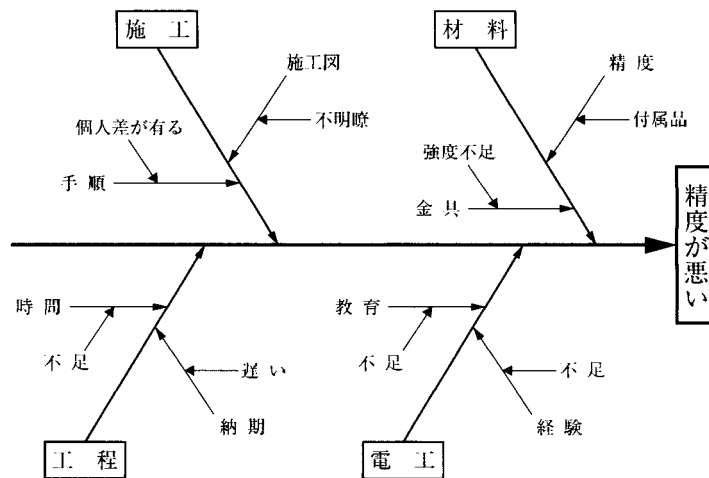 施 工
材 料
施工図
精 度
不明瞭
付属品
個人差が有る
強度不足
手 順
金 具
精度が悪い
時 間
教 育
不 足
遅 い
不 足
不 足
納 期
経 験
工 程
電 工